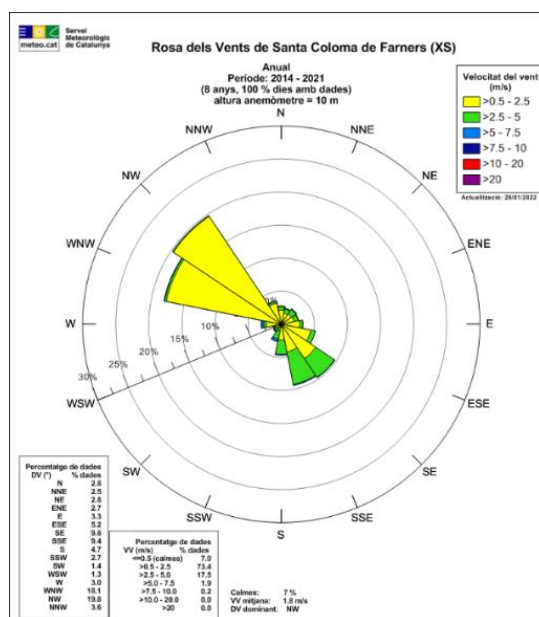 Servei
Meteorològic
de Catalunya
meteo.cat
Rosa dels Vents de Santa Coloma de Farners (XS)
Anual
Període: 2014 - 2021
(8 anys, 100 % dies amb dades)
altura anemòmetre = 10 m
Velocitat del vent
(m/s)
>0.5 - 2.5
>2.5 - 5
>5 - 7.5
>7.5 - 10
>10 - 20
>20
Actualització: 28/01/2022
N
NNE
NE
ENE
E
ESE
SE
SSE
S
SSW
SW
WSW
W
WNW
NW
NNW
10%
15%
20%
25%
30%
Percentatge de dades
DV (°) % dades
N 2.8
NNE 2.5
NE 2.8
ENE 2.7
E 3.3
ESE 5.2
SE 9.8
SSE 9.4
S 4.7
SSW 2.7
SW 1.4
WSW 1.3
W 3.0
WNW 18.1
NW 19.8
NNW 3.6
Percentatge de dades
VV (m/s) % dades
<=0.5 (calmes) 7.0
>0.5 - 2.5 73.4
>2.5 - 5.0 17.5
>5.0 - 7.5 1.9
>7.5 - 10.0 0.2
>10.0 - 20.0 0.0
>20 0.0
Calmes: 7 %
VV mitjana: 1.8 m/s
DV dominant: NW